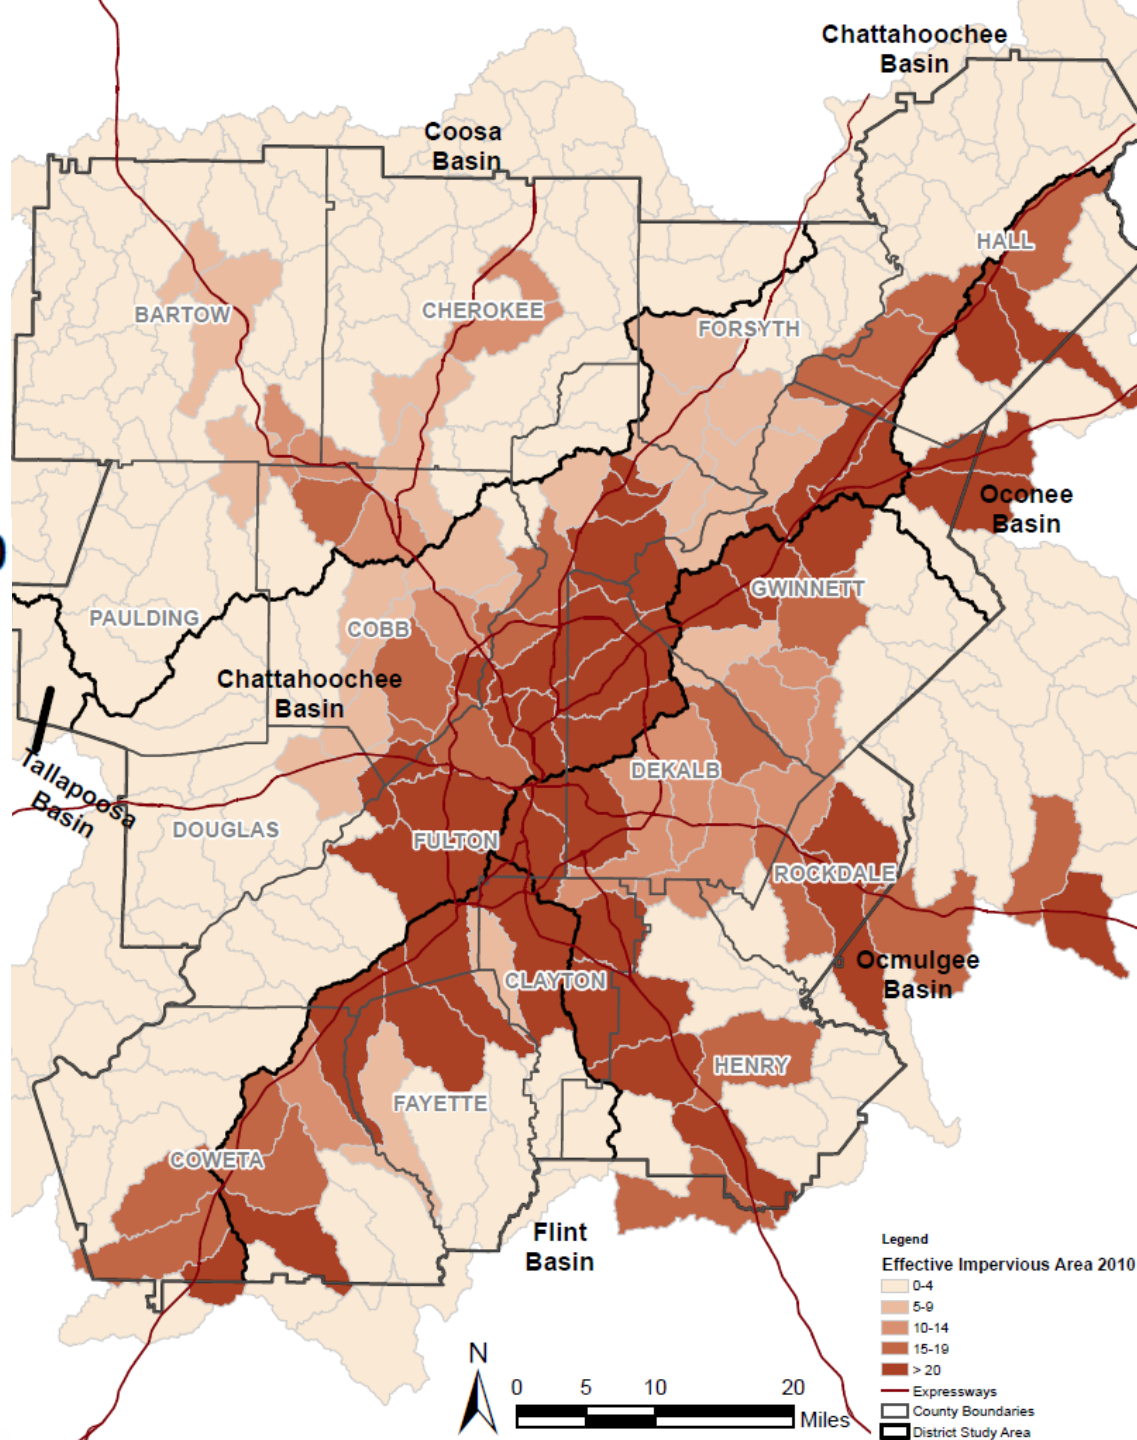 Chattahoochee
Basin
Coosa
Basin
HALL
BARTOW
CHEROKEE
FORSYTH
Oconee
Basin
GWINNETT
PAULDING
COBB
Chattahoochee
Basin
Tallapoosa
Basin
DEKALB
DOUGLAS
FULTON
ROCKDALE
Ocmulgee
Basin
CLAYTON
HENRY
FAYETTE
COWETA
Flint
Basin
Legend
Effective Impervious Area 2010
0-4
5-9
10-14
15-19
> 20
Expressways
County Boundaries
District Study Area
N
0 5 10 20
Miles